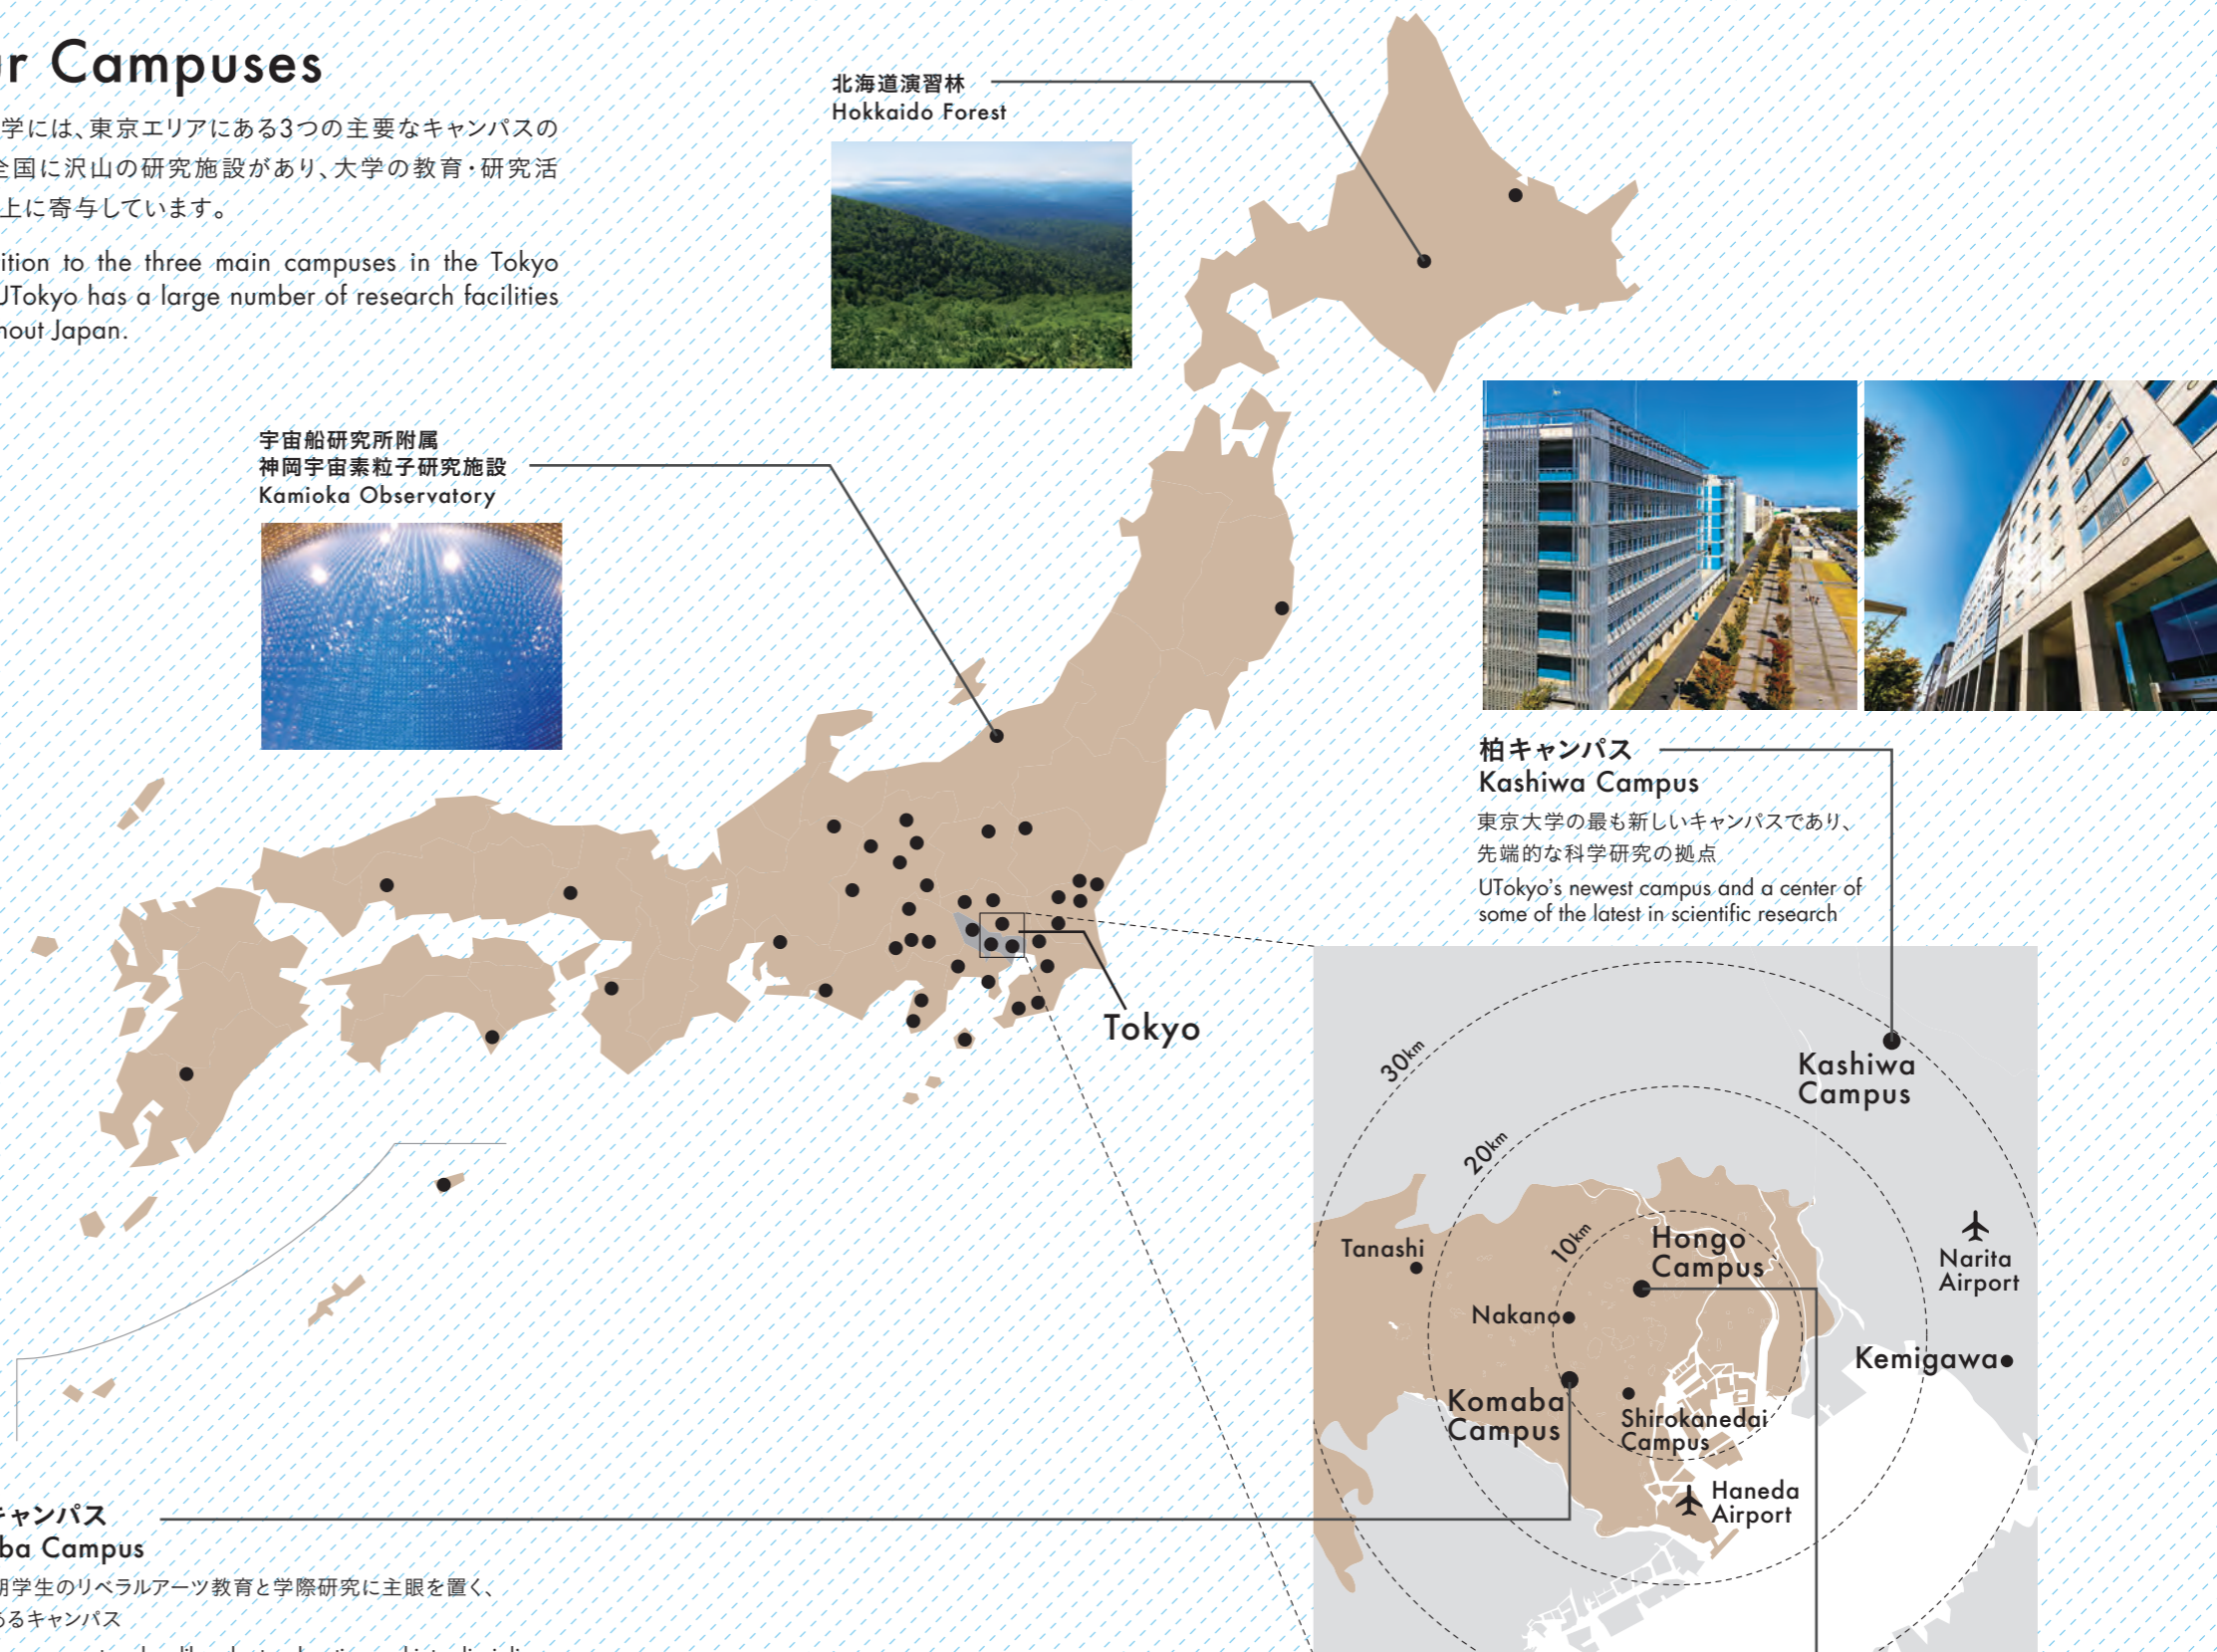 r Campuses
学には、東京エリアにある3つの主要なキャンパスの
全国に沢山の研究施設があり、大学の教育・研究活
上に寄与しています。
ition to the three main campuses in the Tokyo
UTokyo has a large number of research facilities
hout Japan.
北海道演習林
Hokkaido Forest
宇宙船研究所附属
神岡宇宙素粒子研究施設
Kamioka Observatory
柏キャンパス
Kashiwa Campus
東京大学の最も新しいキャンパスであり、
先端的な科学研究の拠点
UTokyo's newest campus and a center of
some of the latest in scientific research
Tokyo
30km
Kashiwa
Campus
20km
10km
Hongo
Campus
Tanashi
Narita
Airport
Nakano
Kemigawa
Komaba
Campus
Shirokanedai
Campus
Haneda
Airport
キャンパス
ba Campus
期学生のリベラルアーツ教育と学際研究に主眼を置く、
あるキャンパス